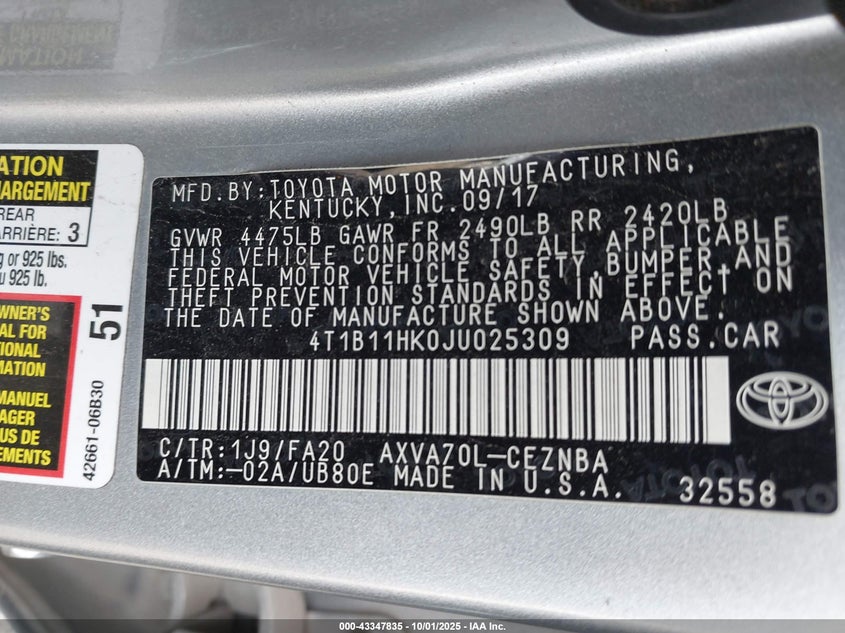 ATION
HARGEMENT
REAR
ARRIÈRE: 3
g or 925 lbs.
u 925 lb.
WNER'S
AL FOR
TIONAL
RMATION
MANUEL
AGER
US DE
EMENTS
51
42661-06B30
MFD. BY: TOYOTA MOTOR MANUFACTURING,
KENTUCKY, INC. 09/17
GVWR 4475LB GAWR FR 2490LB RR 2420LB
THIS VEHICLE CONFORMS TO ALL APPLICABLE
FEDERAL MOTOR VEHICLE SAFETY, BUMPER, AND
THEFT PREVENTION STANDARDS IN EFFECT ON
THE DATE OF MANUFACTURE SHOWN ABOVE.
4T1B11HK0JU025309 PASS. CAR
C/TR: 1J9/FA20 AXVA70L-CEZNBA
A/TM: -02A/UB80E MADE IN U.S.A. 32558
000-43347835 - 10/01/2025 - IAA Inc.